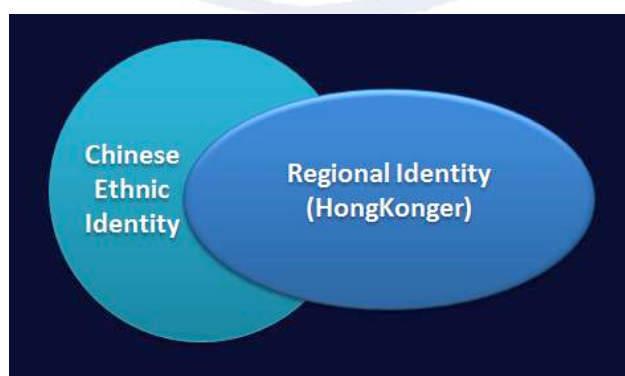 Chinese
Ethnic
Identity
Regional Identity
(HongKonger)